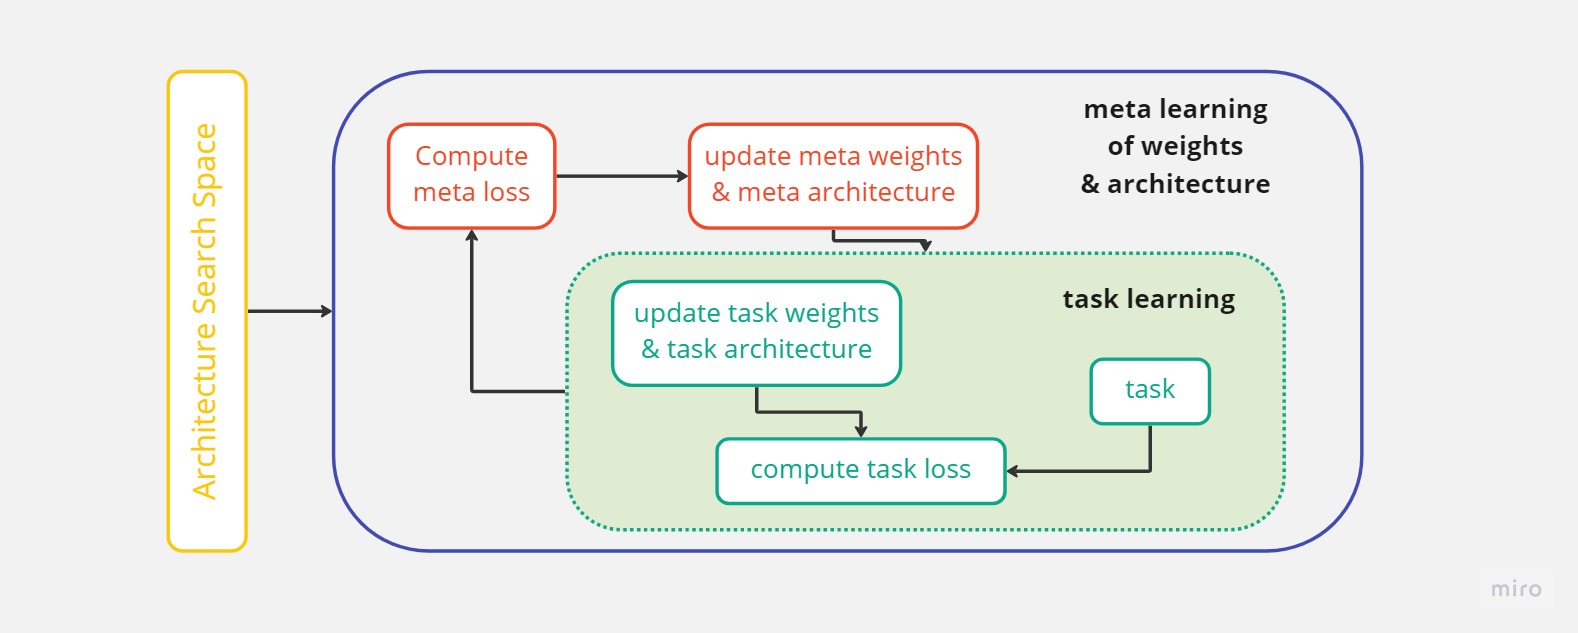 Architecture Search Space
Compute
meta loss
update meta weights
& meta architecture
meta learning
of weights
& architecture
update task weights
& task architecture
task learning
task
compute task loss
miro